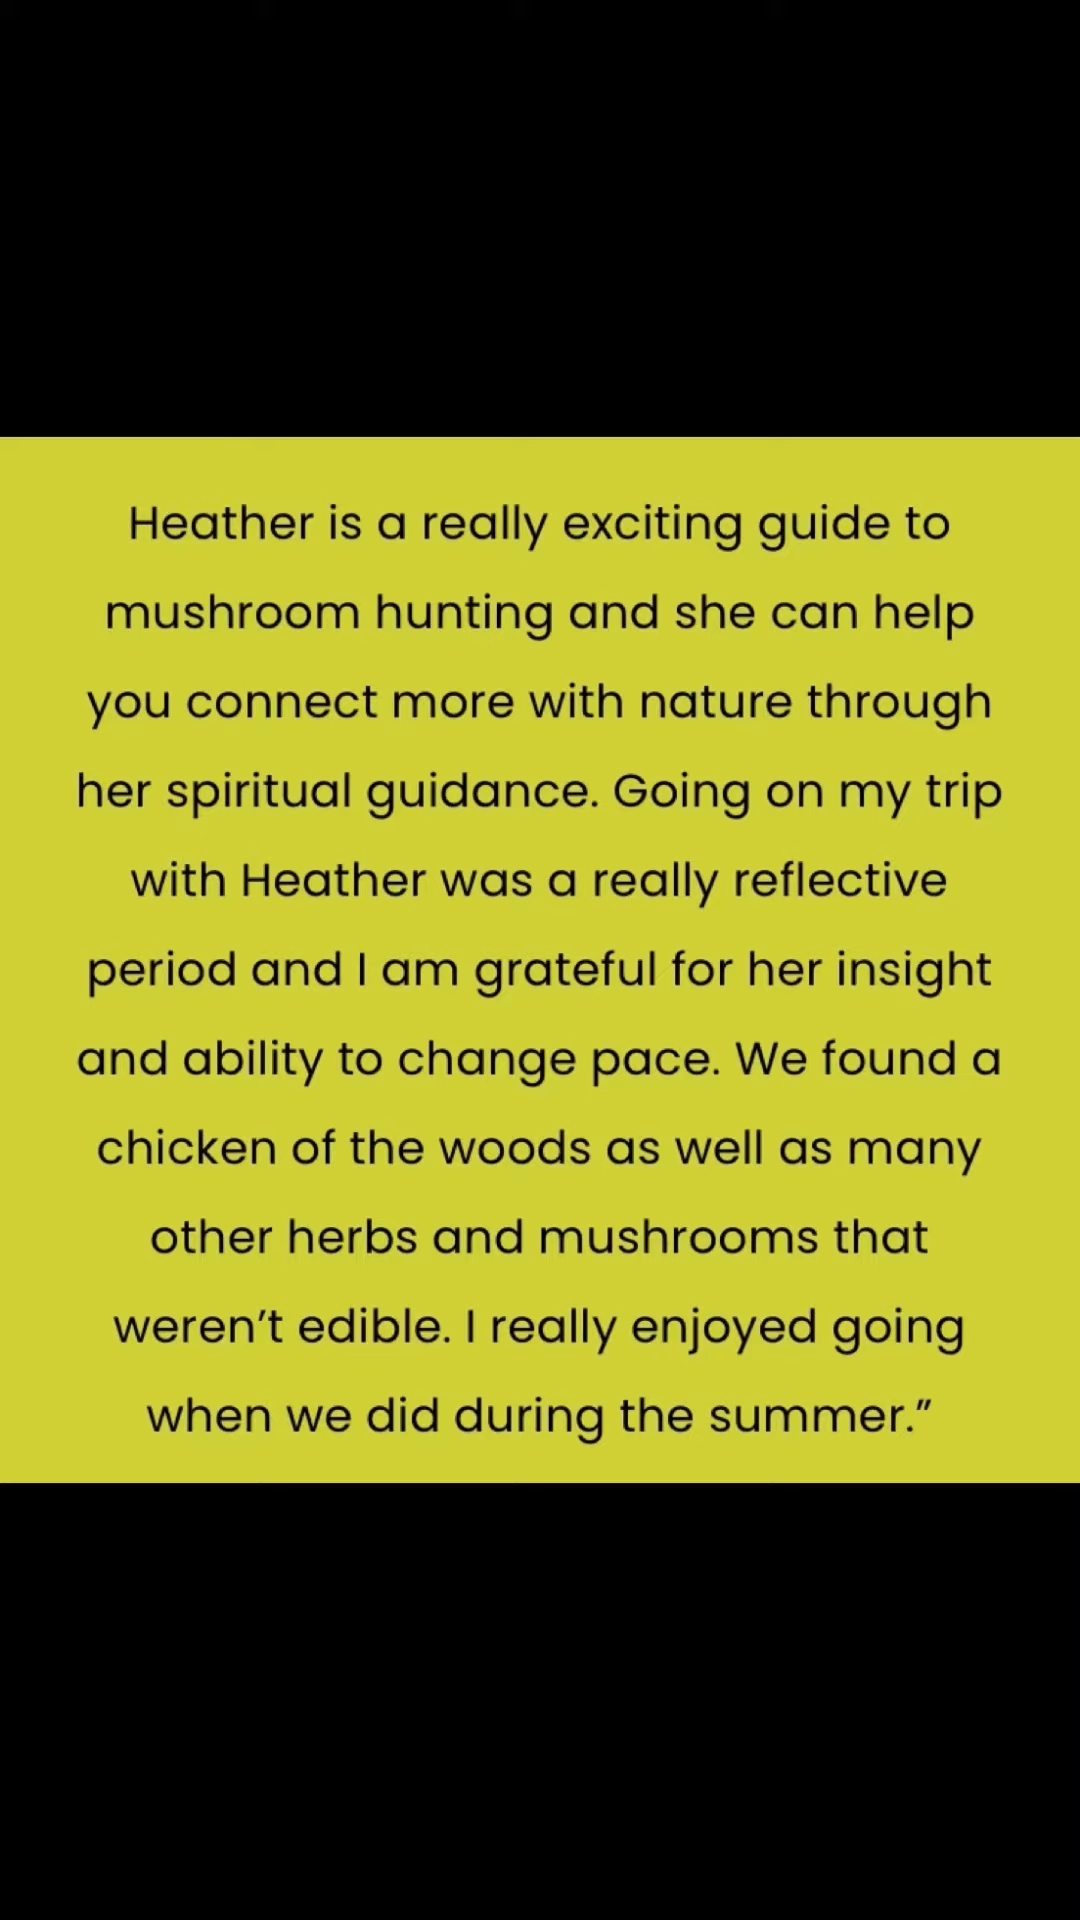 Heather is a really exciting guide to
mushroom hunting and she can help
you connect more with nature through
her spiritual guidance. Going on my trip
with Heather was a really reflective
period and I am grateful for her insight
and ability to change pace. We found a
chicken of the woods as well as many
other herbs and mushrooms that
weren’t edible. I really enjoyed going
when we did during the summer.”